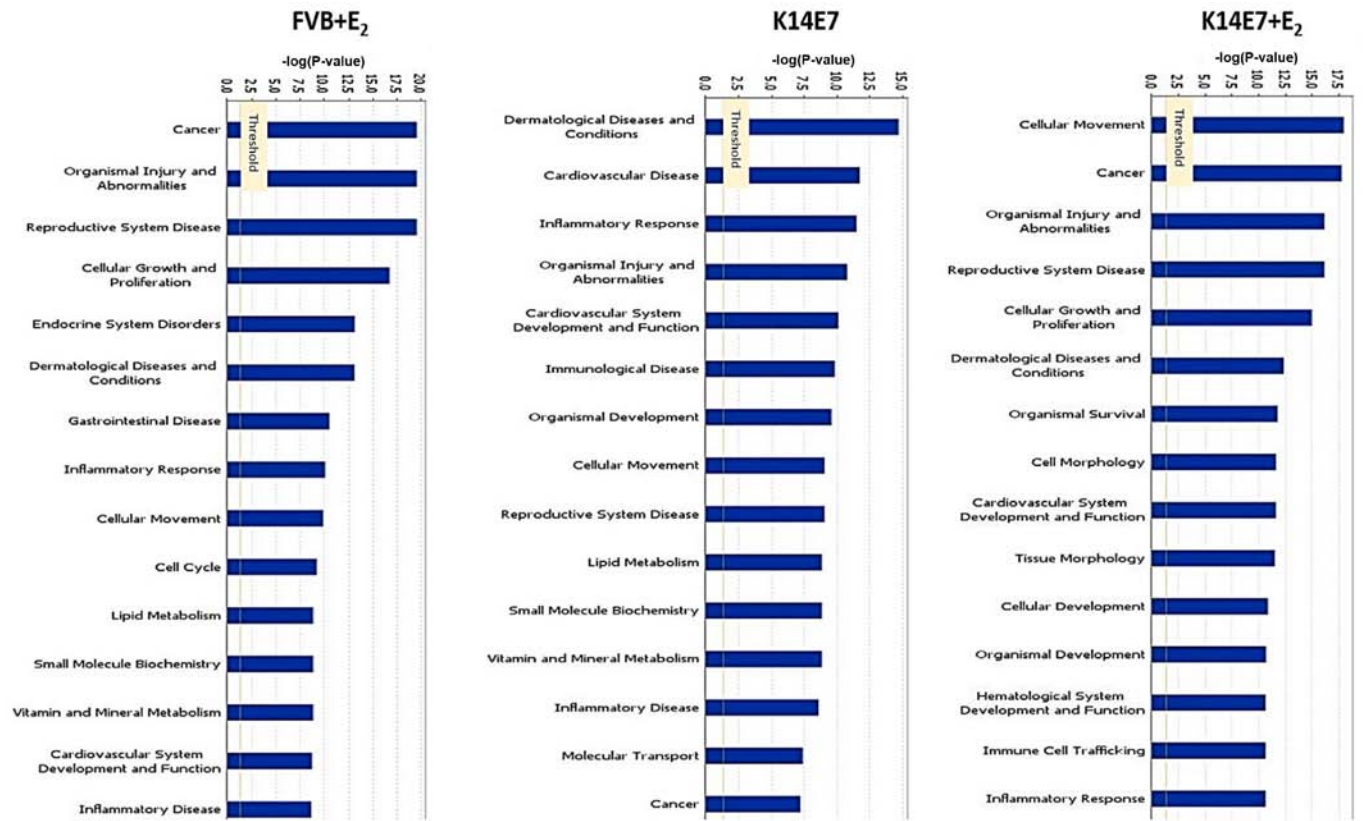 FVB+E₂
-log(P-value)
0.0
2.5
5.0
7.5
10.0
12.5
15.0
17.5
20.0
Threshold
Cancer
Organismal Injury and
Abnormalities
Reproductive System Disease
Cellular Growth and
Proliferation
Endocrine System Disorders
Dermatological Diseases and
Conditions
Gastrointestinal Disease
Inflammatory Response
Cellular Movement
Cell Cycle
Lipid Metabolism
Small Molecule Biochemistry
Vitamin and Mineral Metabolism
Cardiovascular System
Development and Function
Inflammatory Disease
K14E7
-log(P-value)
0.0
2.5
5.0
7.5
10.0
12.5
15.0
Threshold
Dermatological Diseases and
Conditions
Cardiovascular Disease
Inflammatory Response
Organismal Injury and
Abnormalities
Cardiovascular System
Development and Function
Immunological Disease
Organismal Development
Cellular Movement
Reproductive System Disease
Lipid Metabolism
Small Molecule Biochemistry
Vitamin and Mineral Metabolism
Inflammatory Disease
Molecular Transport
Cancer
K14E7+E₂
-log(P-value)
0.0
2.5
5.0
7.5
10.0
12.5
15.0
17.5
Threshold
Cellular Movement
Cancer
Organismal Injury and
Abnormalities
Reproductive System Disease
Cellular Growth and
Proliferation
Dermatological Diseases and
Conditions
Organismal Survival
Cell Morphology
Cardiovascular System
Development and Function
Tissue Morphology
Cellular Development
Organismal Development
Hematological System
Development and Function
Immune Cell Trafficking
Inflammatory Response